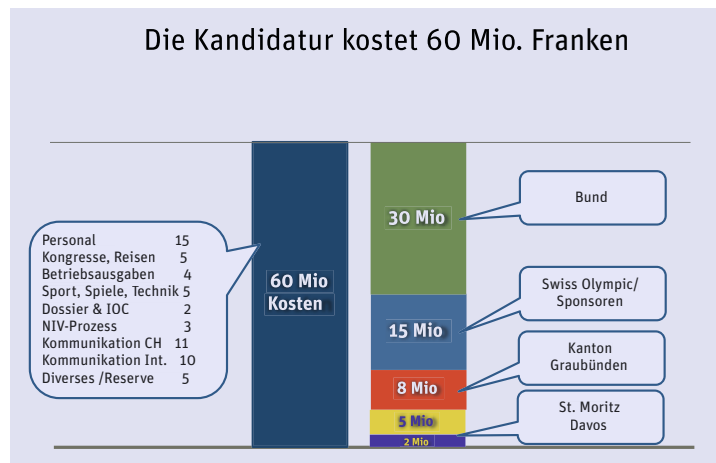 Die Kandidatur kostet 60 Mio. Franken
Personal 15
Kongresse, Reisen 5
Betriebsausgaben 4
Sport, Spiele, Technik 5
Dossier & IOC 2
NIV-Prozess 3
Kommunikation CH 11
Kommunikation Int. 10
Diverses /Reserve 5
60 Mio
Kosten
30 Mio
15 Mio
8 Mio
5 Mio
2 Mio
Bund
Swiss Olympic/
Sponsoren
Kanton
Graubünden
St. Moritz
Davos